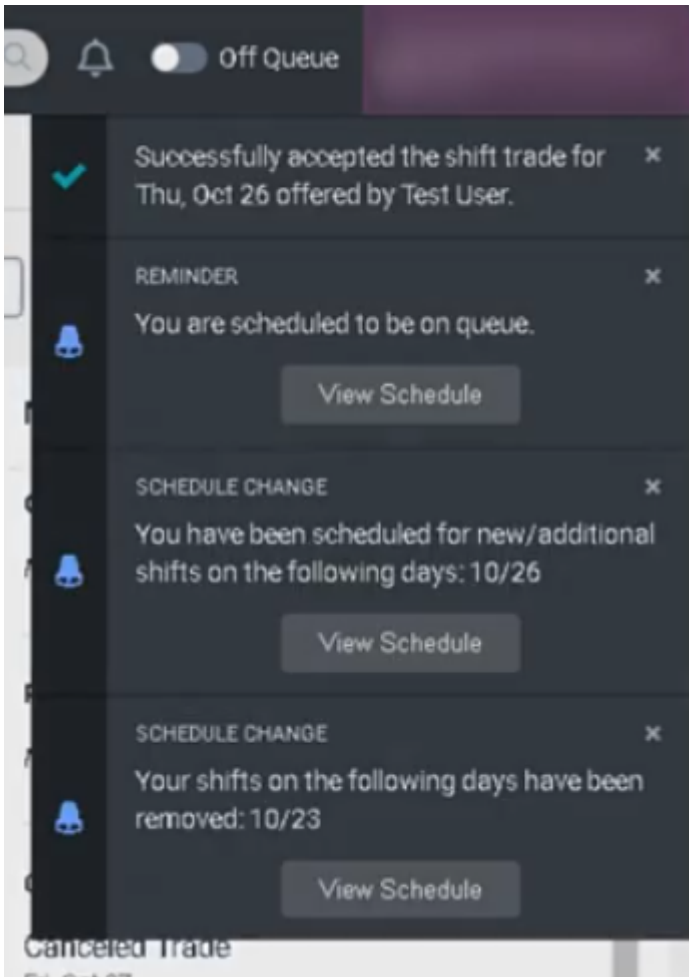 Off Queue
Successfully accepted the shift trade for
Thu, Oct 26 offered by Test User.
REMINDER
You are scheduled to be on queue.
View Schedule
SCHEDULE CHANGE
You have been scheduled for new/additional
shifts on the following days: 10/26
View Schedule
SCHEDULE CHANGE
Your shifts on the following days have been
removed: 10/23
View Schedule
Canceled Trade